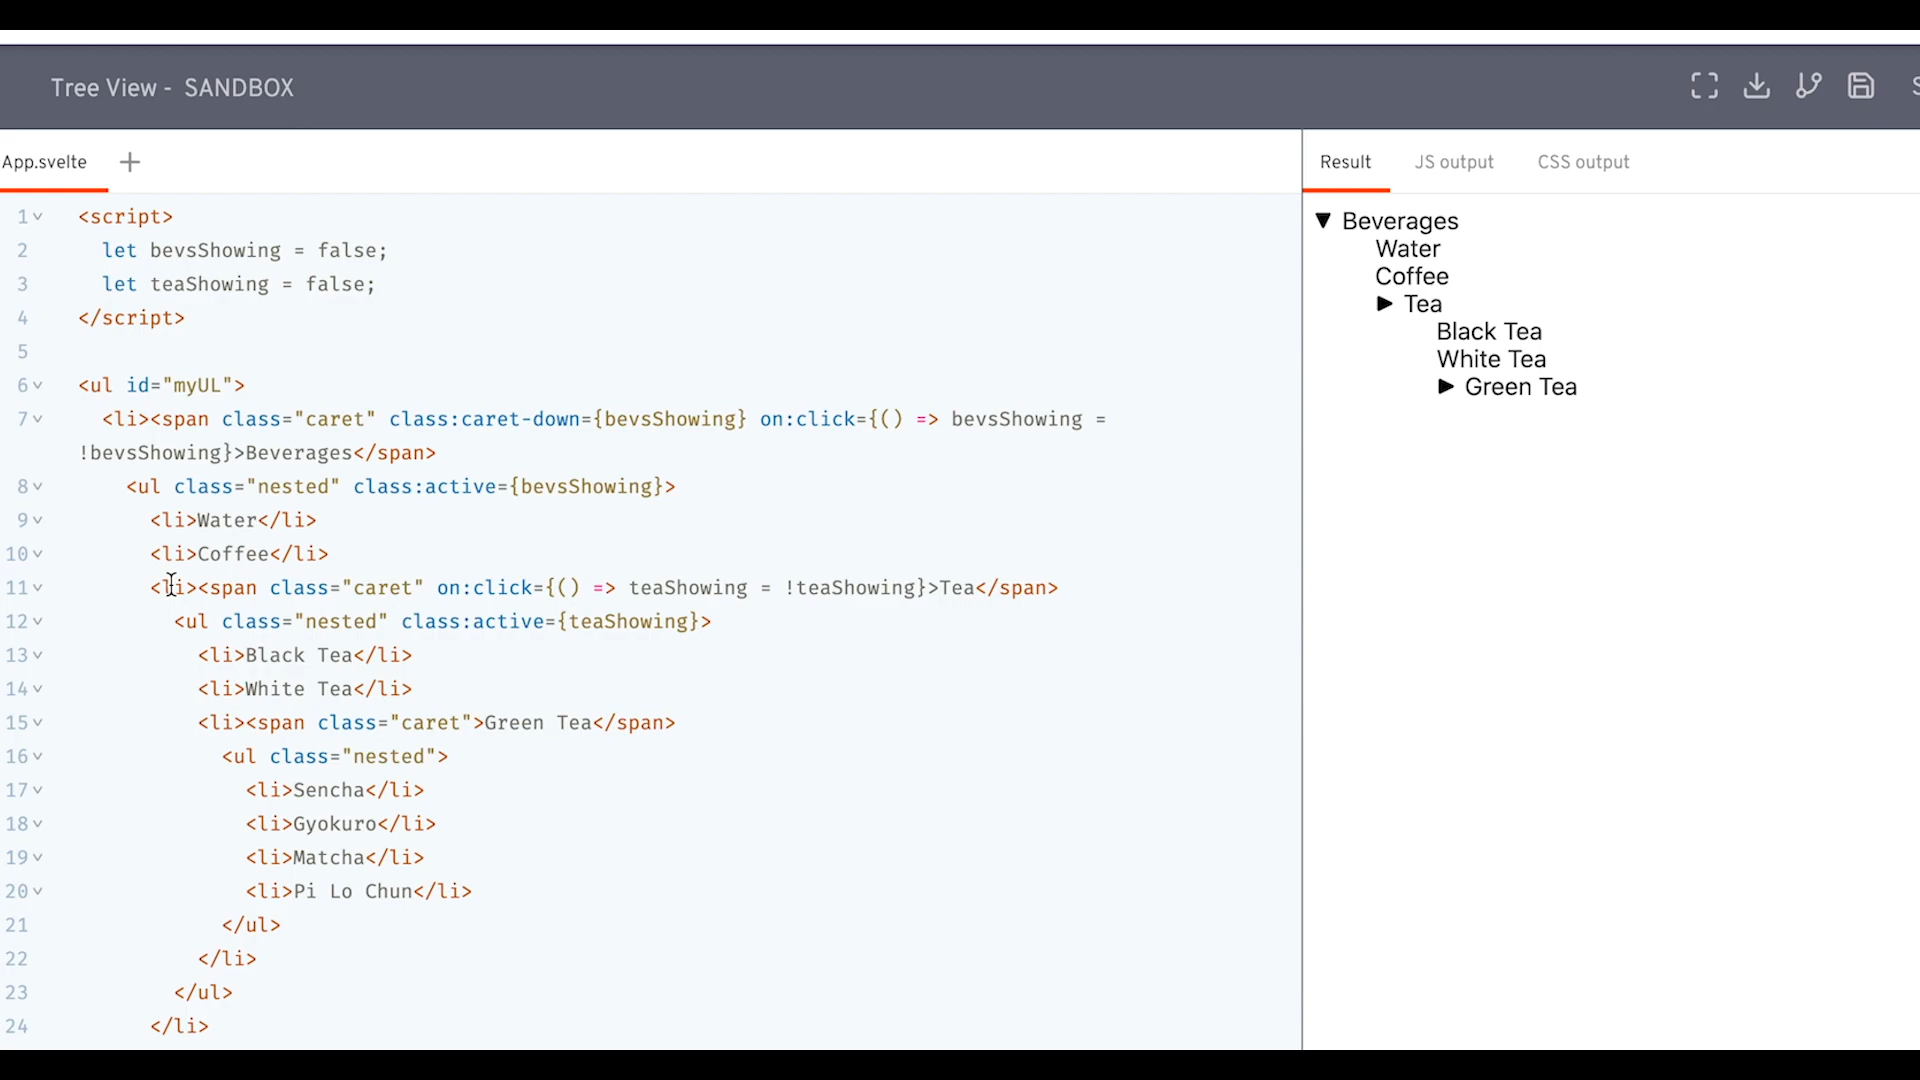 Tree View - SANDBOX
App.svelte
1 <script>
2 let bevsShowing = false;
3 let teaShowing = false;
4 </script>
5
6 <ul id="myUL">
7 <li><span class="caret" class:caret-down={bevsShowing} on:click={() => bevsShowing =
!bevsShowing}>Beverages</span>
8 <ul class="nested" class:active={bevsShowing}>
9 <li>Water</li>
10 <li>Coffee</li>
11 <li><span class="caret" on:click={() => teaShowing = !teaShowing}>Tea</span>
12 <ul class="nested" class:active={teaShowing}>
13 <li>Black Tea</li>
14 <li>White Tea</li>
15 <li><span class="caret">Green Tea</span>
16 <ul class="nested">
17 <li>Sencha</li>
18 <li>Gyokuro</li>
19 <li>Matcha</li>
20 <li>Pi Lo Chun</li>
21 </ul>
22 </li>
23 </ul>
24 </li>
Result JS output CSS output
Beverages
Water
Coffee
Tea
Black Tea
White Tea
Green Tea